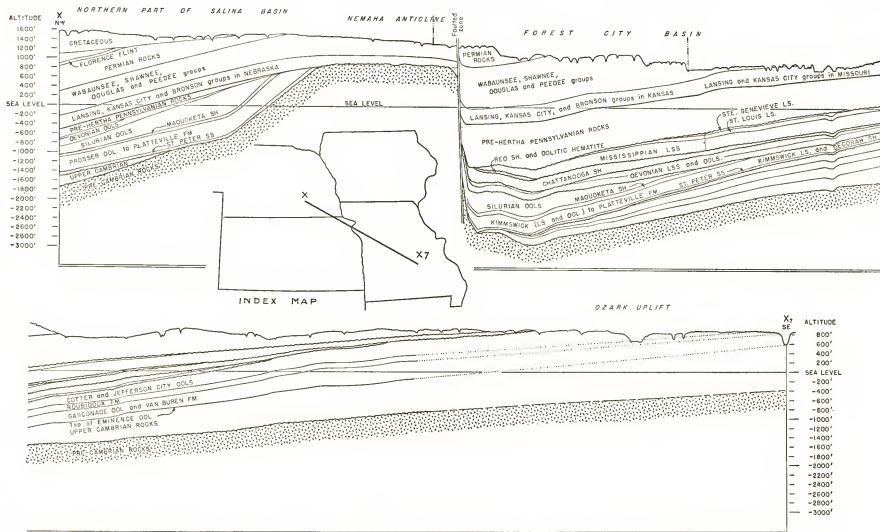 NORTHERN PART OF SALINA BASIN
NEMAHA ANTICLINE
Faulted zone
FOREST CITY BASIN
ALTITUDE
X
NW
1600'
1400'
1200'
1000'
800'
600'
400'
200'
SEA LEVEL
-200'
-400'
-600'
-800'
-1000'
-1200'
-1400'
-1600'
-1800'
-2000'
-2200'
-2400'
-2600'
-2800'
-3000'
CRETACEOUS
FLORENCE FLINT
PERMIAN ROCKS
WABAUNSEE, SHAWNEE,
DOUGLAS and PEEDEE groups
LANSING, KANSAS CITY and BRONSON groups in NEBRASKA
PRE-HERTHA PENNSYLVANIAN ROCKS
DEVONIAN DOLS
SILURIAN DOLS
MAQUOKETA SH
PROSSER DOL to PLATTEVILLE FM
ST. PETER SS
UPPER CAMBRIAN
PRE CAMBRIAN ROCKS
SEA LEVEL
PERMIAN
ROCKS
WABAUNSEE, SHAWNEE,
DOUGLAS and PEEDEE groups
LANSING and KANSAS CITY groups in MISSOURI
LANSING, KANSAS CITY, and BRONSON groups in KANSAS
STE. GENEVIEVE LS.
ST. LOUIS LS.
PRE-HERTHA PENNSYLVANIAN ROCKS
RED SH. and OOLITIC HEMATITE
MISSISSIPPIAN LSS
CHATTANOOGA SH
DEVONIAN LSS and DOLS.
KIMMSWICK LS. and DECORAH SH.
SILURIAN DOLS
MAQUOKETA SH
ST. PETER SS
KIMMSWICK (LS and DOL) to PLATTEVILLE FM
X
X7
INDEX MAP
OZARK UPLIFT
X7
SE
ALTITUDE
800'
600'
400'
200'
SEA LEVEL
-200'
-400'
-600'
-800'
-1000'
-1200'
-1400'
-1600'
-1800'
-2000'
-2200'
-2400'
-2600'
-2800'
-3000'
COTTER and JEFFERSON CITY DOLS
ROUBIDOUX FM
GASCONADE DOL and VAN BUREN FM
Top of EMINENCE DOL
UPPER CAMBRIAN ROCKS
PRE-CAMBRIAN ROCKS